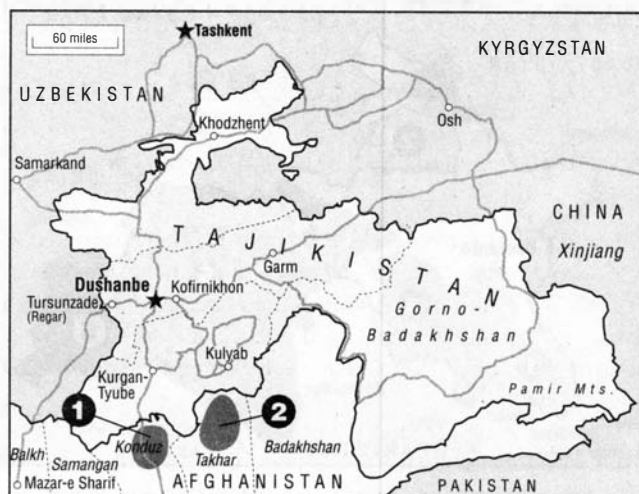 60 miles
Tashkent
KYRGYZSTAN
UZBEKISTAN
Khodzhent
Osh
Samarkand
CHINA
Xinjiang
TAJIKISTAN
Garm
Dushanbe
Kofirnikhon
Tursunzade
(Regar)
Gorno-
Badakhshan
Kulyab
Kurgan-
Tyube
Pamir Mts.
1
2
Konduz
Balkh
Samangan
Takhar
Badakhshan
Mazar-e Sharif
AFGHANISTAN
PAKISTAN